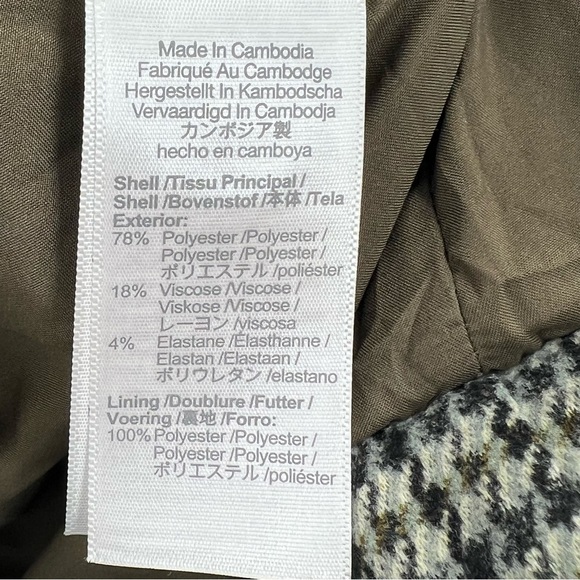 Made In Cambodia
Fabriqué Au Cambodge
Hergestellt In Kambodscha
Vervaardigd In Cambodja
カンボジア製
hecho en camboya
Shell /Tissu Principal /
Shell /Bovenstof /本体 /Tela
Exterior:
78% Polyester /Polyester /
Polyester /Polyester /
ポリエステル /poliéster
18% Viscose /Viscose /
Viskose /Viscose /
レーヨン /viscosa
4% Elastane /Elasthanne /
Elastan /Elastaan /
ポリウレタン /elastano
Lining /Doublure /Futter /
Voering /裏地 /Forro:
100% Polyester /Polyester /
Polyester /Polyester /
ポリエステル /poliéster